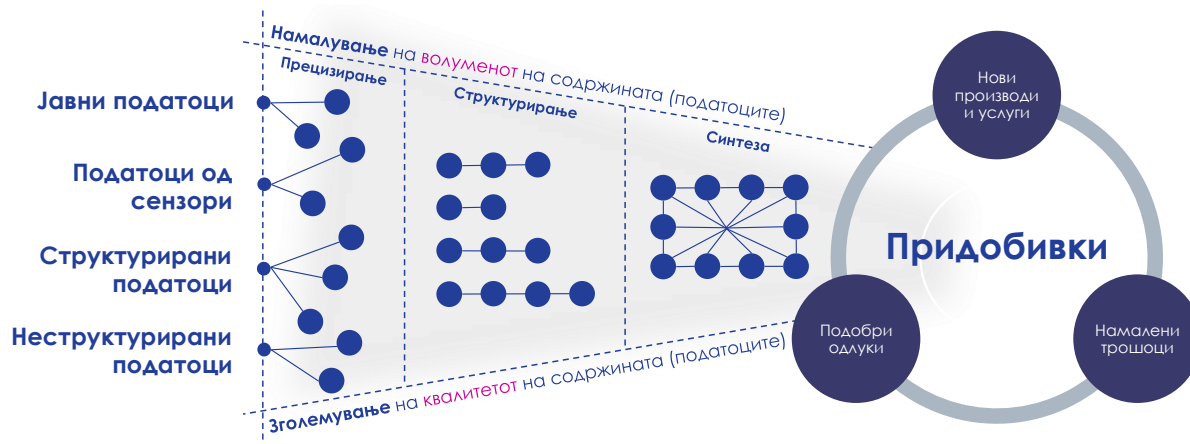 Јавни податоци
Податоци од
сензори
Структурирани
податоци
Неструктурирани
податоци
Намалување на волуменот на содржината (податоците)
Прецизирање
Структурирање
Синтеза
Зголемување на квалитетот на содржината (податоците)
Придобивки
Нови
производи
и услуги
Подобри
одлуки
Намалени
трошоци